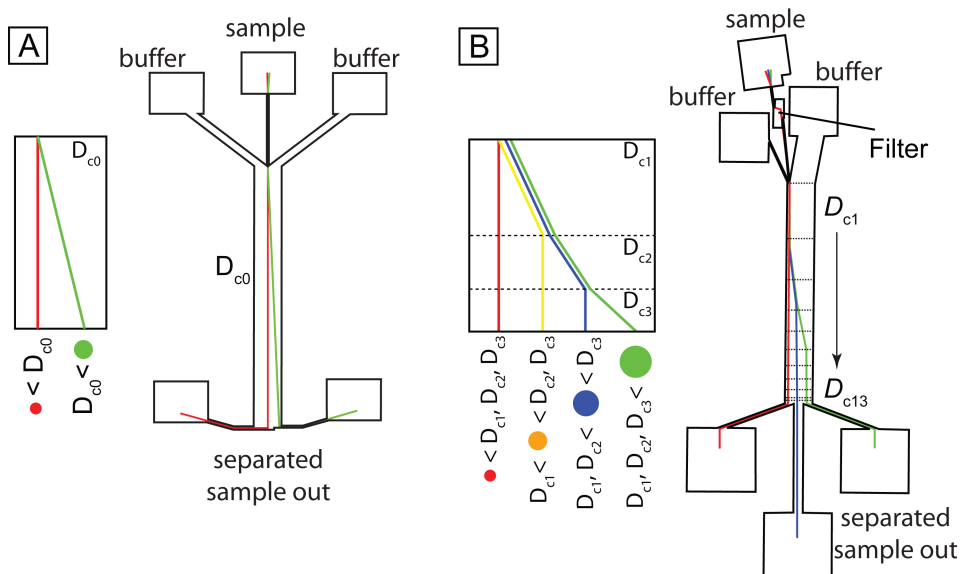 A
sample
buffer
buffer
D_c0
D_c0
< D_c0
D_c0 <
separated
sample out
B
sample
buffer
buffer
Filter
D_c1
D_c2
D_c3
< D_c1, D_c2, D_c3
D_c1 < < D_c2, D_c3
D_c1, D_c2 < < D_c3
D_c1, D_c2, D_c3 <
D_c1
D_c13
separated
sample out